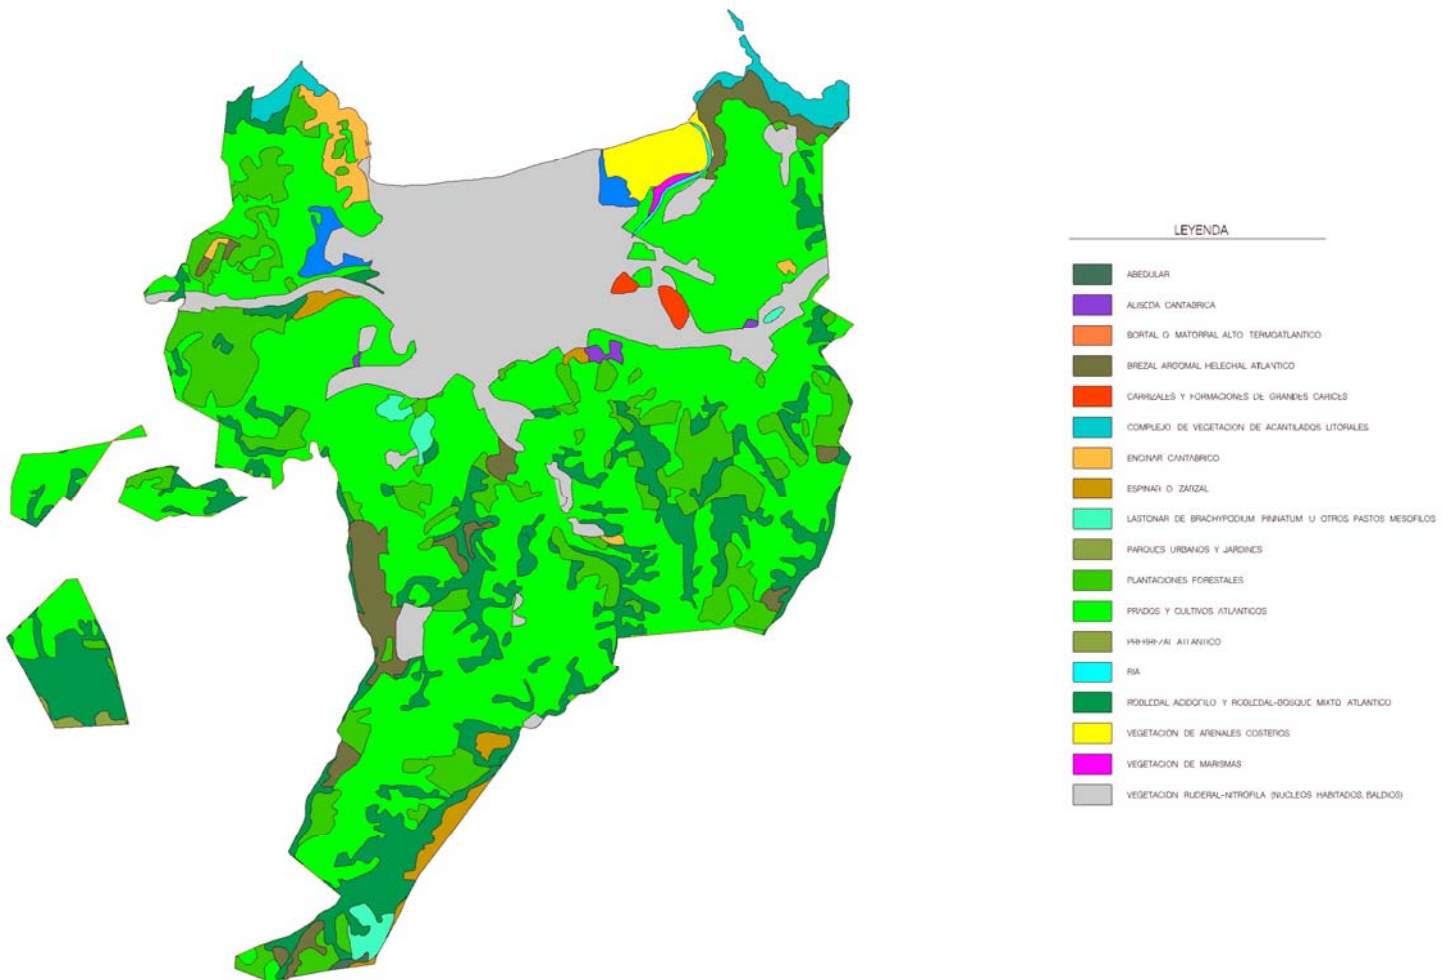 LEYENDA
ABEDULAR
ALISEDA CANTABRICA
BORTAL O MATORRAL ALTO TERMOATLANTICO
BREZAL ARGOMAL HELECHAL ATLANTICO
CARRIZALES Y FORMACIONES DE GRANDES CARICES
COMPLEJO DE VEGETACION DE ACANTILADOS LITORALES
ENCINAR CANTABRICO
ESPINAR O ZARZAL
LASTONAR DE BRACHYPODIUM PINNATUM U OTROS PASTOS MESOFILOS
PARQUES URBANOS Y JARDINES
PLANTACIONES FORESTALES
PRADOS Y CULTIVOS ATLANTICOS
PREBREZAL ATLANTICO
RIA
ROBLEDAL ACIDOFILO Y ROBLEDAL-BOSQUE MIXTO ATLANTICO
VEGETACION DE ARENALES COSTEROS
VEGETACION DE MARISMAS
VEGETACION RUDERAL-NITROFILA (NUCLEOS HABITADOS, BALDIOS)